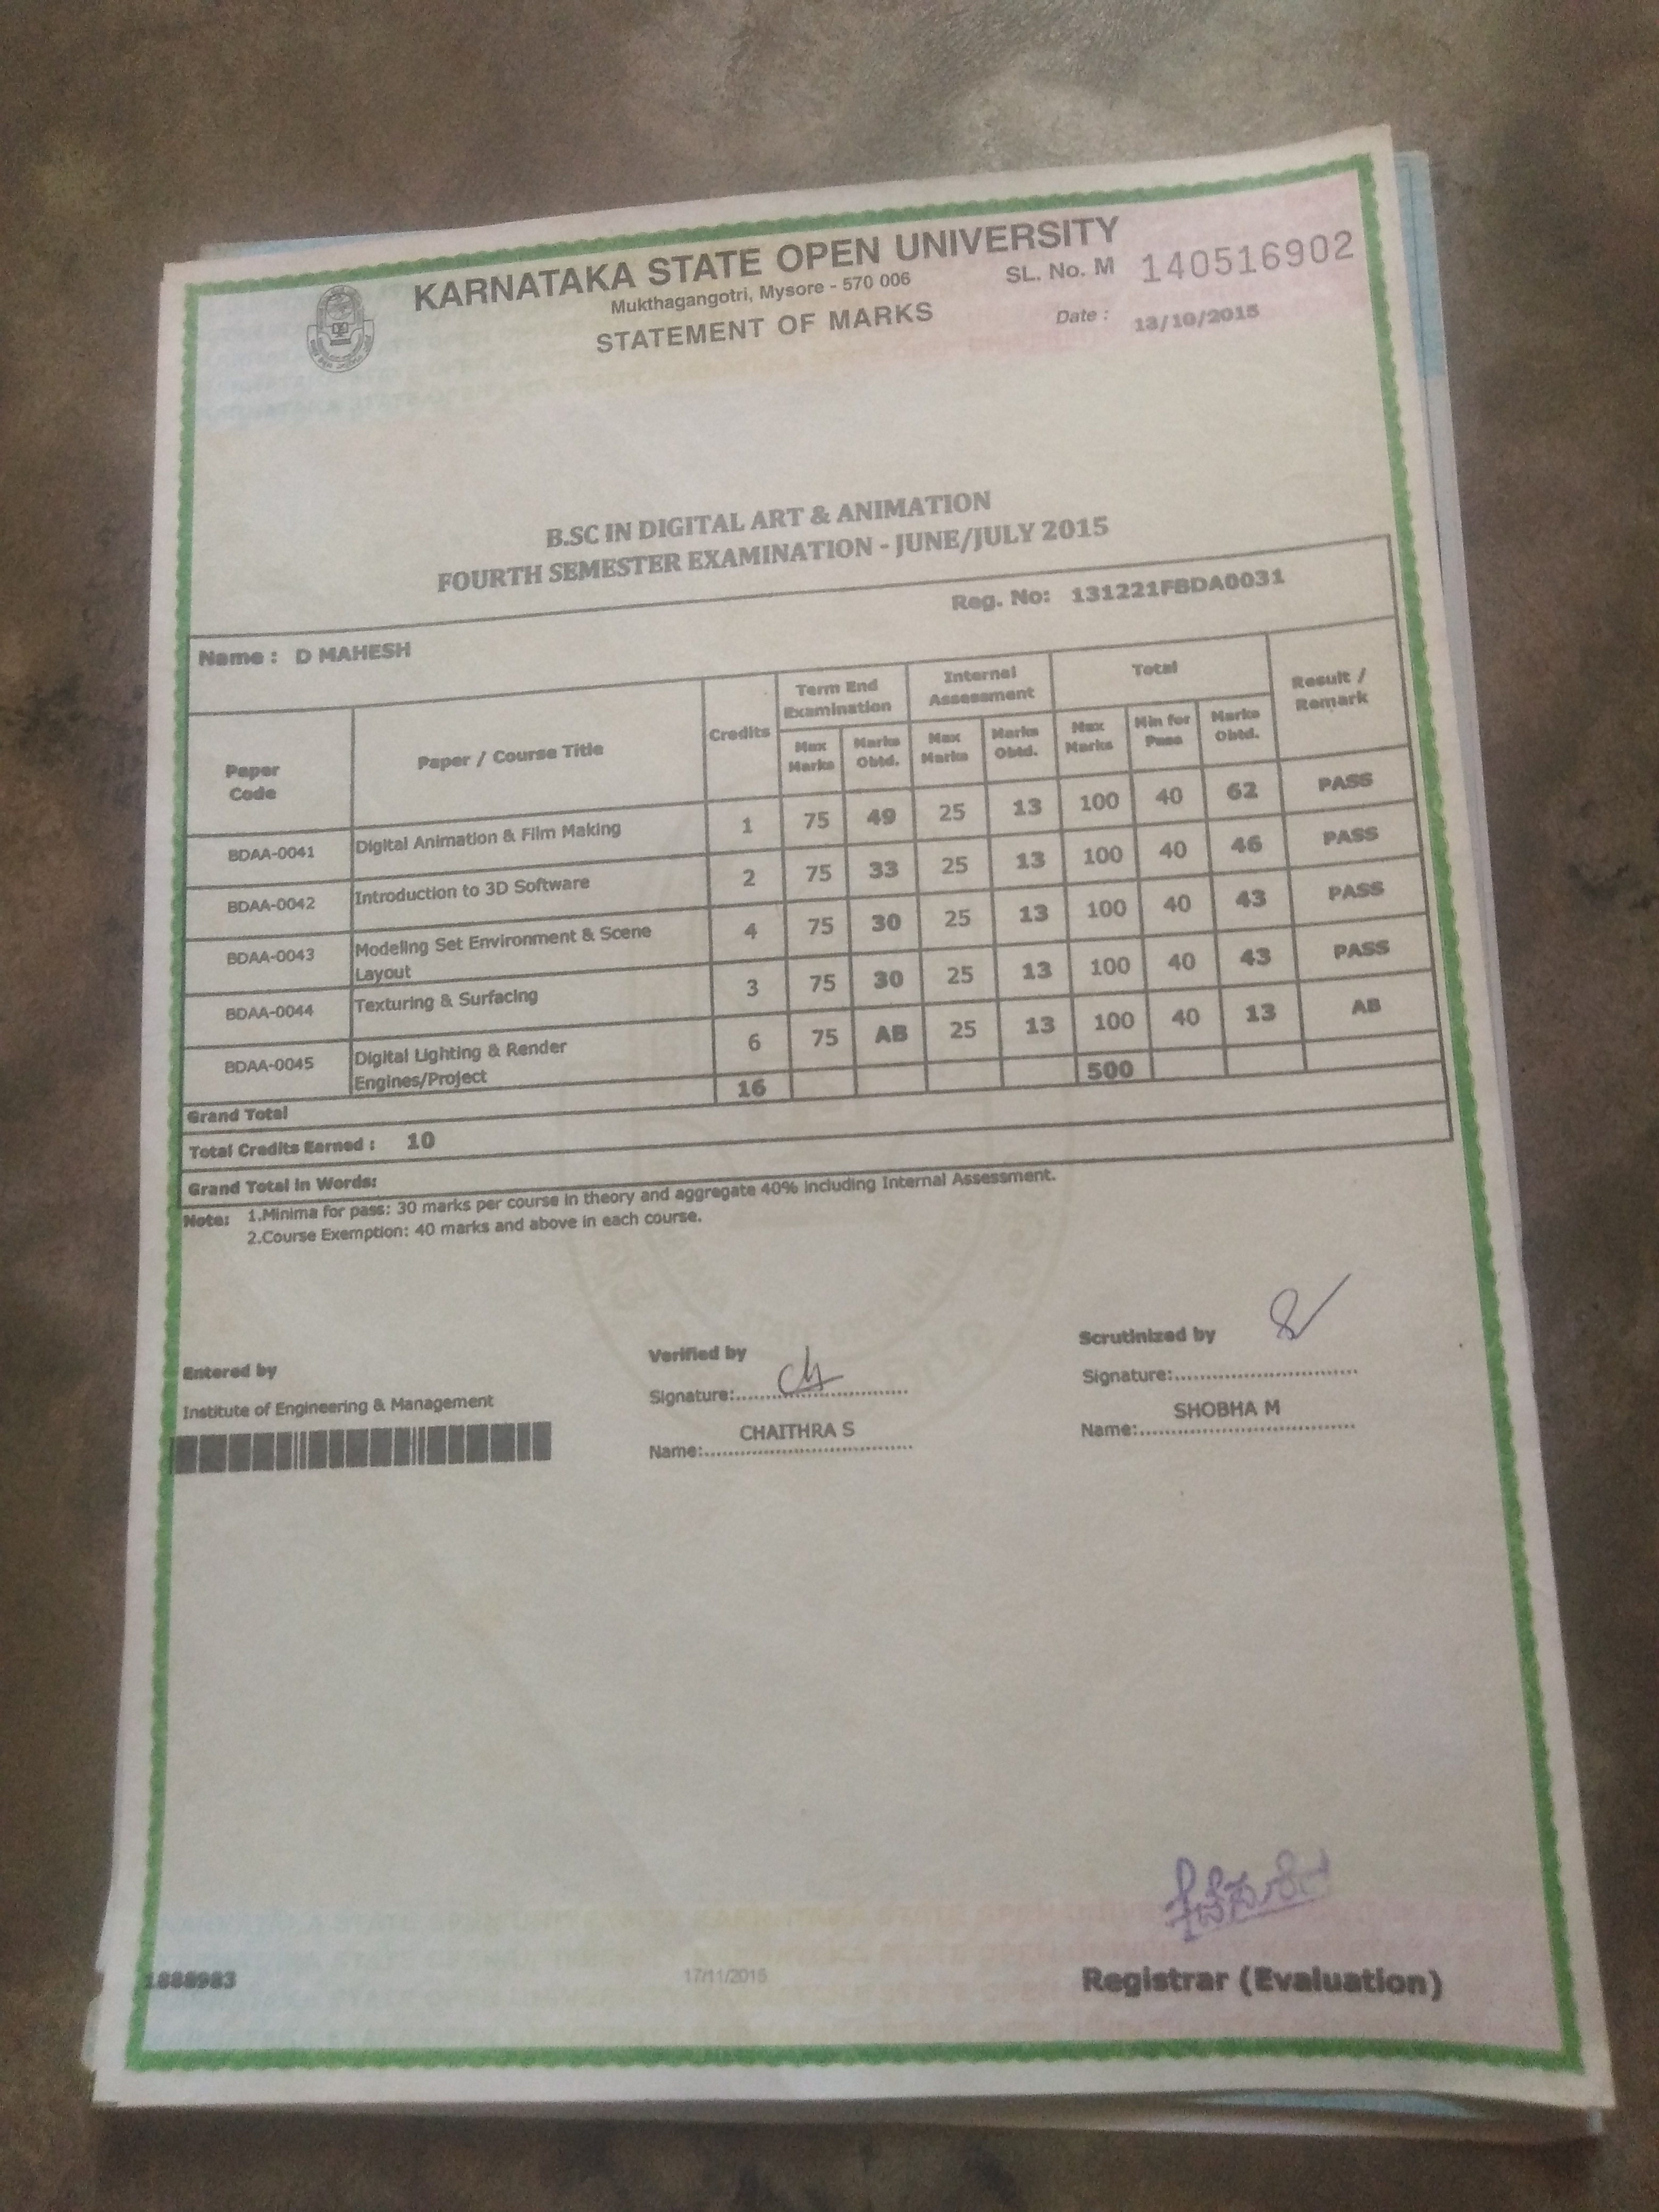 KARNATAKA STATE OPEN UNIVERSITY
Mukthagangotri, Mysore - 570 006
SL. No. M 140516902
STATEMENT OF MARKS
Date : 13/10/2015
B.SC IN DIGITAL ART & ANIMATION
FOURTH SEMESTER EXAMINATION - JUNE/JULY 2015
Reg. No: 131221FBDA0031
Name : D MAHESH
Paper Code
Paper / Course Title
Credits
Term End Examination
Internal Assessment
Total
Result / Remark
Max Marks
Marks Obtd.
Max Marks
Marks Obtd.
Max Marks
Min for Pass
Marks Obtd.
BDAA-0041 Digital Animation & Film Making 1 75 49 25 13 100 40 62 PASS
BDAA-0042 Introduction to 3D Software 2 75 33 25 13 100 40 46 PASS
BDAA-0043 Modeling Set Environment & Scene 4 75 30 25 13 100 40 43 PASS
Layout
BDAA-0044 Texturing & Surfacing 3 75 30 25 13 100 40 43 PASS
BDAA-0045 Digital Lighting & Render 6 75 AB 25 13 100 40 13 AB
Engines/Project
Grand Total 16 500
Total Credits Earned : 10
Grand Total in Words:
Note: 1.Minima for pass: 30 marks per course in theory and aggregate 40% including Internal Assessment.
2.Course Exemption: 40 marks and above in each course.
Entered by
Institute of Engineering & Management
Verified by
Signature:
CHAITHRA S
Name:
Scrutinized by
Signature:
SHOBHA M
Name:
1888983
17/11/2015
Registrar (Evaluation)